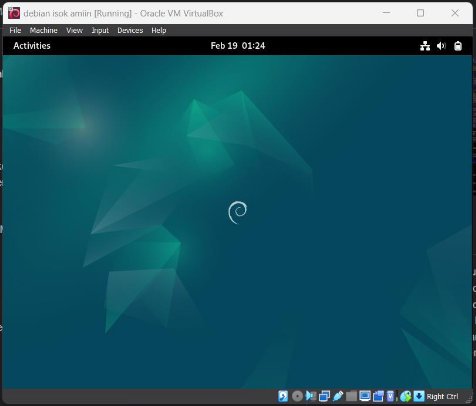 debian isok amiin [Running] - Oracle VM VirtualBox
File Machine View Input Devices Help
Activities Feb 19 01:24
Right Ctrl